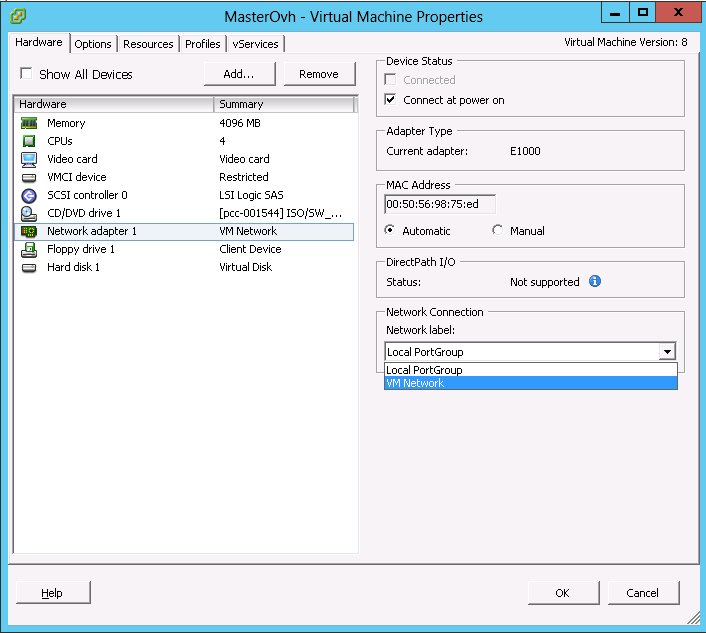 MasterOvh - Virtual Machine Properties
Hardware Options Resources Profiles vServices Virtual Machine Version: 8
Show All Devices Add... Remove
Hardware Summary
Memory 4096 MB
CPUs 4
Video card Video card
VMCI device Restricted
SCSI controller 0 LSI Logic SAS
CD/DVD drive 1 [pcc-001544] ISO/SW_...
Network adapter 1 VM Network
Floppy drive 1 Client Device
Hard disk 1 Virtual Disk
Device Status
Connected
Connect at power on
Adapter Type
Current adapter: E1000
MAC Address
00:50:56:98:75:ed
Automatic Manual
DirectPath I/O
Status: Not supported
Network Connection
Network label:
Local PortGroup
Local PortGroup
VM Network
Help OK Cancel